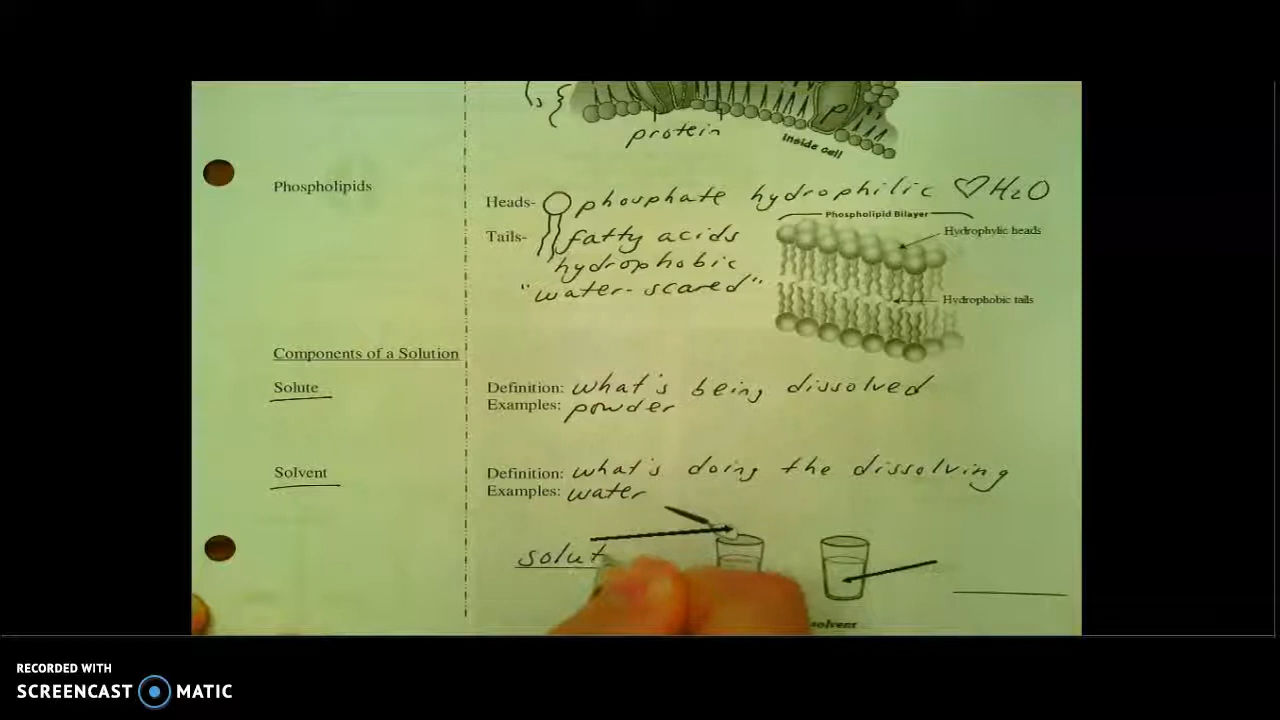 protein
P
Inside cell
Phospholipids
Heads- phosphate hydrophilic ♡ H2O
Phospholipid Bilayer
Hydrophylic heads
Tails- fatty acids
hydrophobic
"water-scared"
Hydrophobic tails
Components of a Solution
Solute
Definition: what's being dissolved
Examples: powder
Solvent
Definition: what's doing the dissolving
Examples: water
solut
solvent
RECORDED WITH
SCREENCAST MATIC